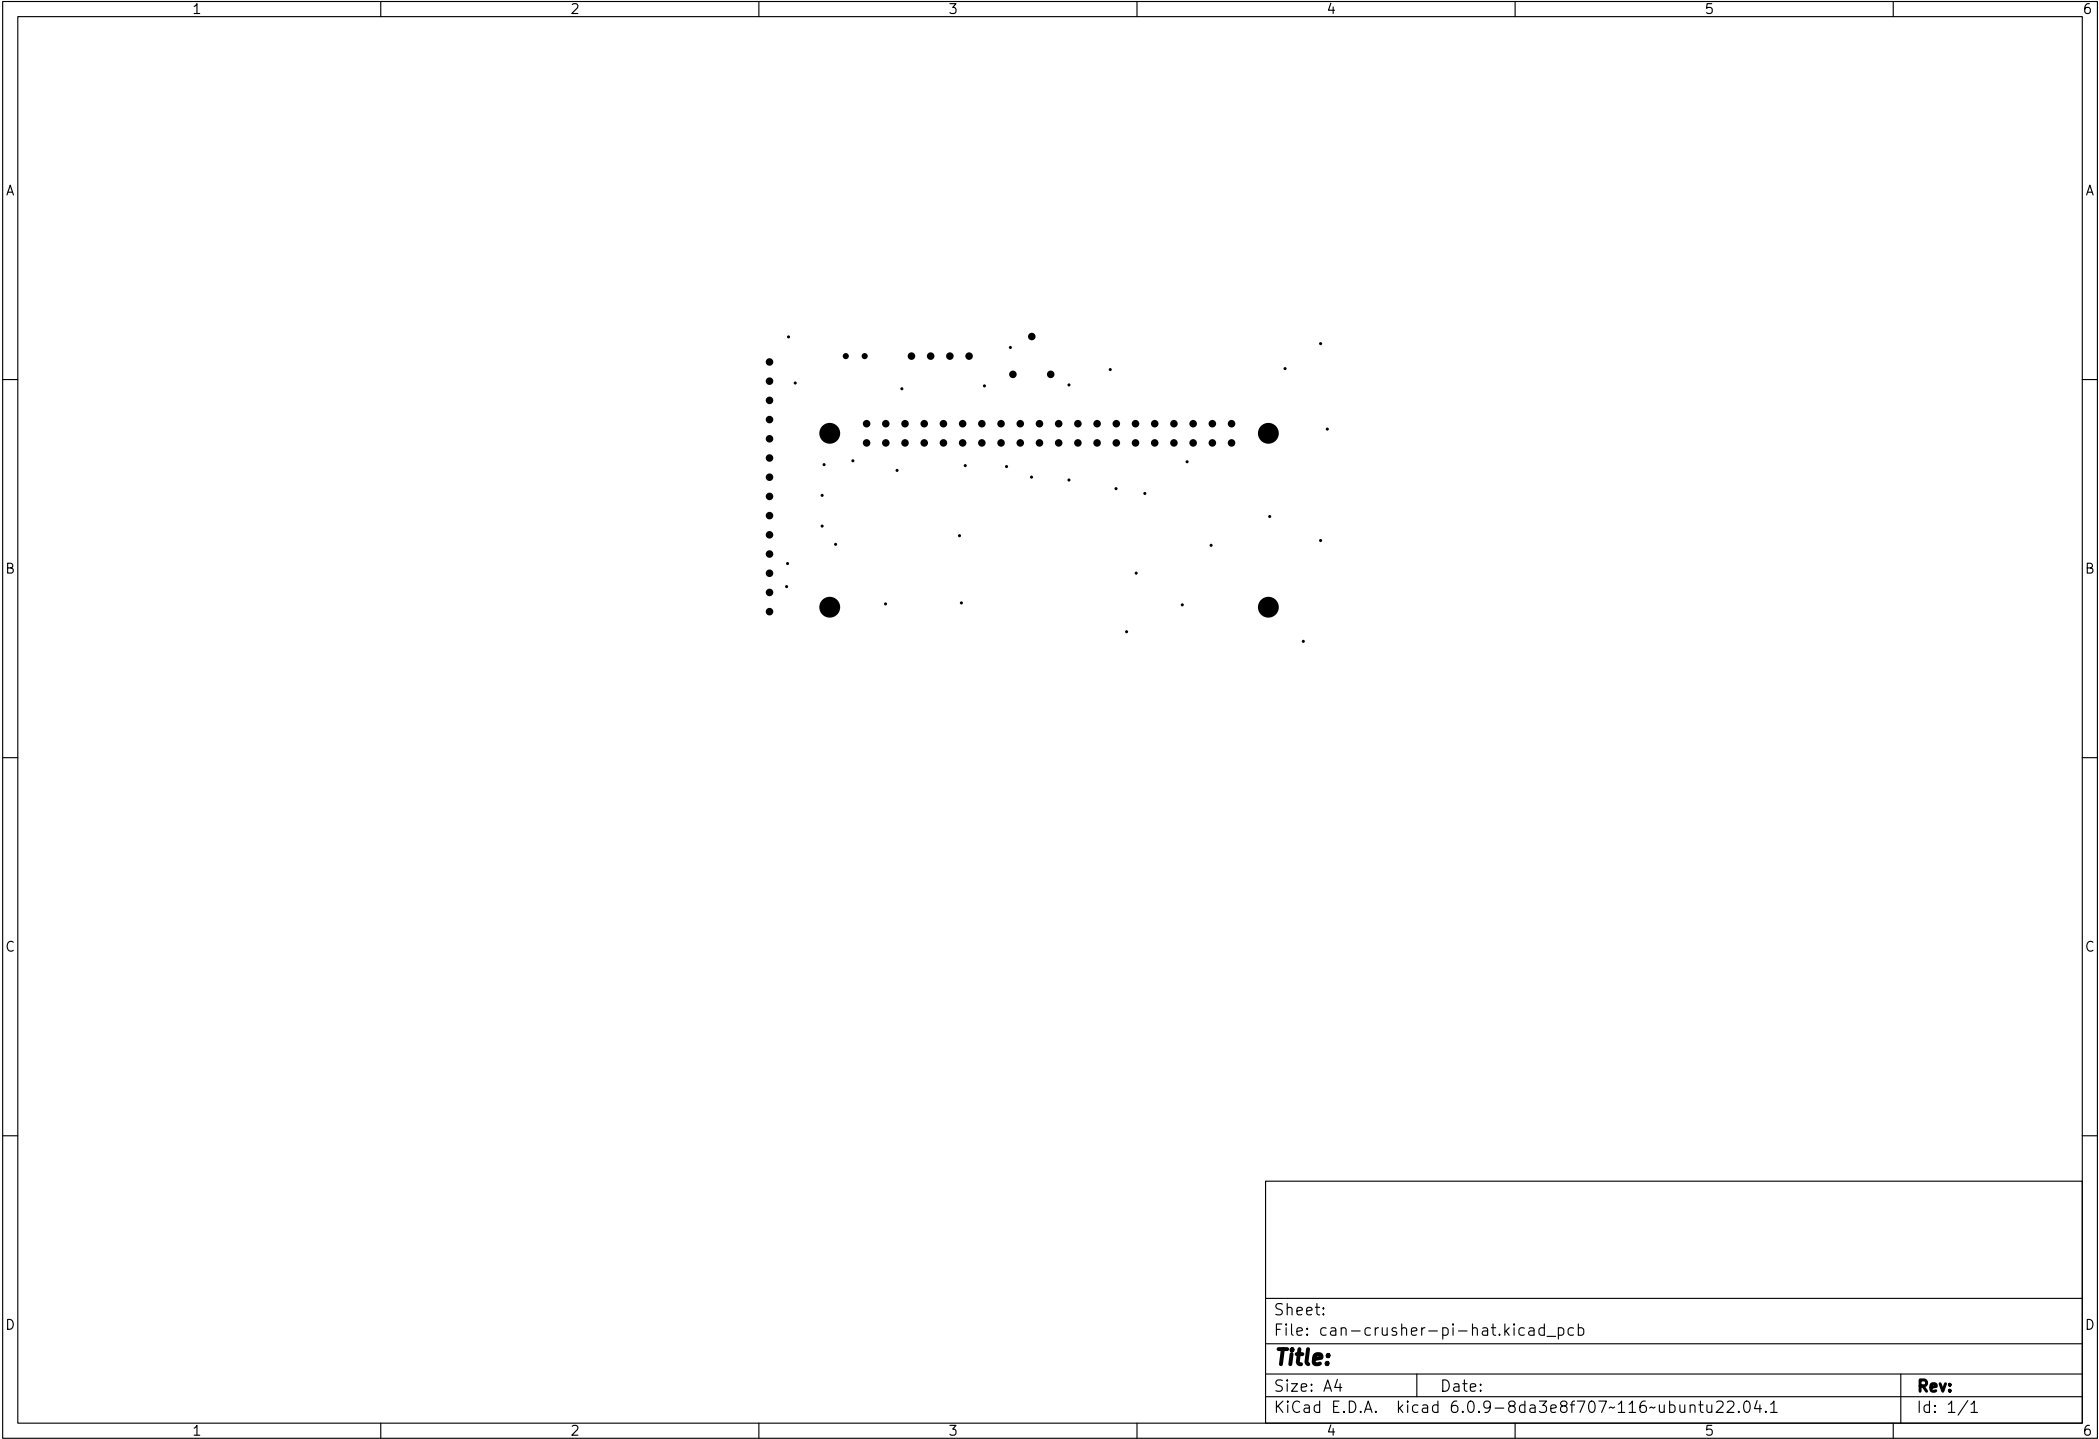 1 2 3 4 5 6
A A
B B
C C
D D
Sheet:
File: can-crusher-pi-hat.kicad_pcb
Title:
Size: A4 Date: Rev:
KiCad E.D.A. kicad 6.0.9-8da3e8f707~116~ubuntu22.04.1 Id: 1/1
1 2 3 4 5 6